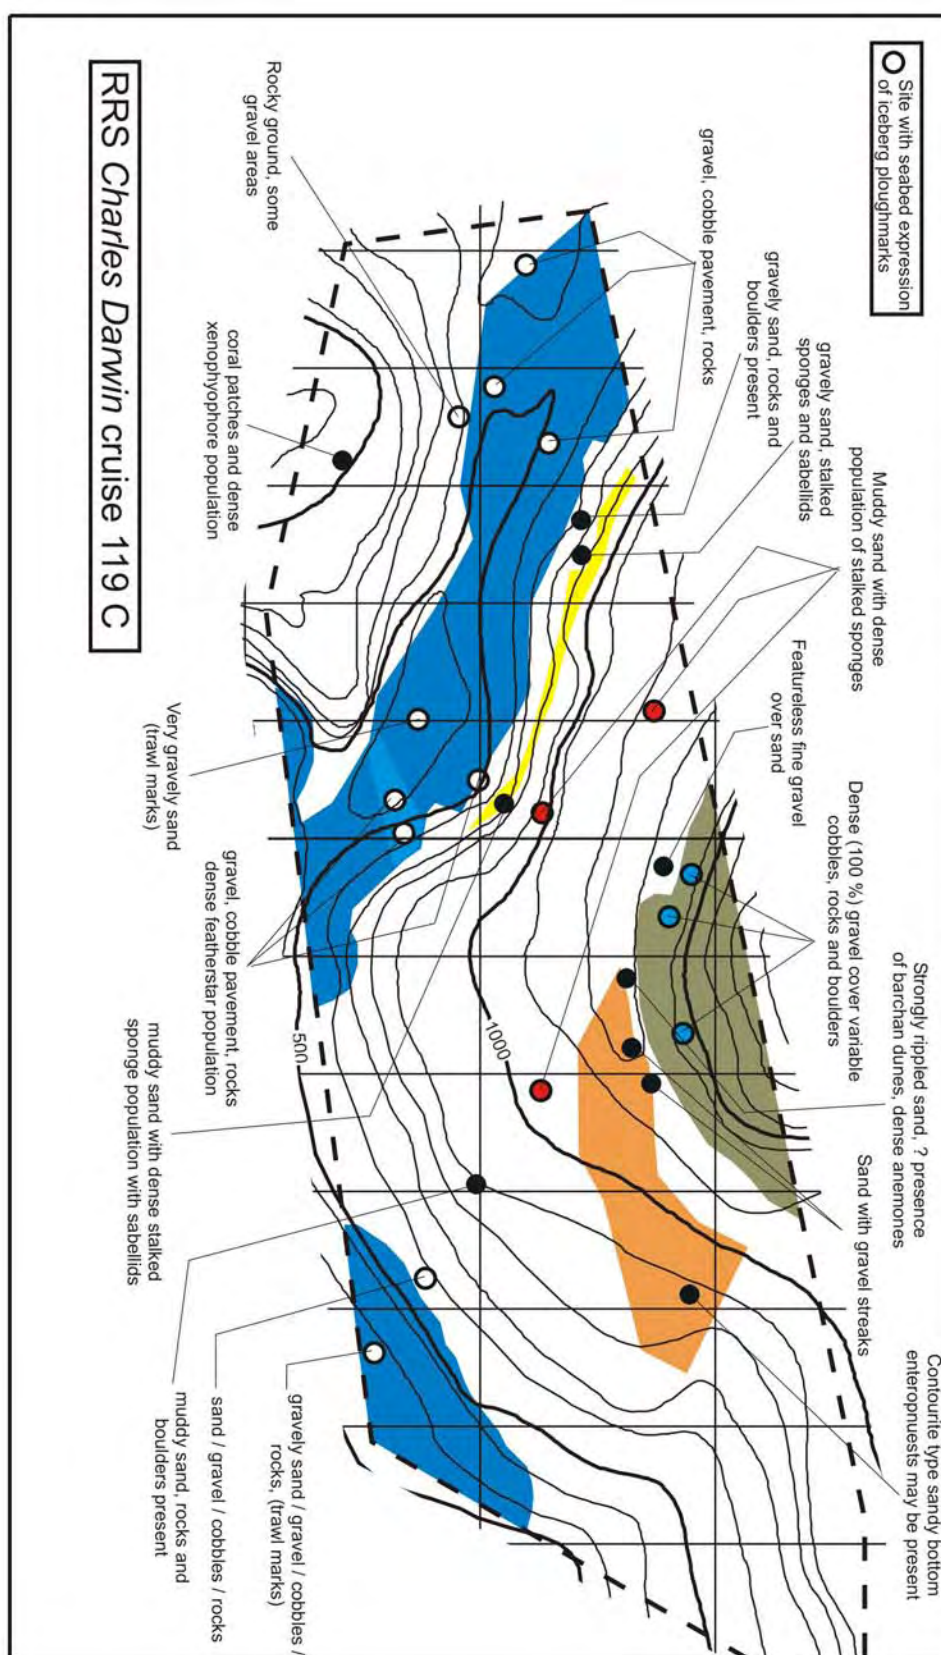 Site with seabed expression
of iceberg ploughmarks
RRS Charles Darwin cruise 119 C
Rocky ground, some
gravel areas
gravel, cobble pavement, rocks
gravely sand, rocks and
boulders present
gravely sand, stalked
sponges and sabellids
Muddy sand with dense
population of stalked sponges
Featureless fine gravel
over sand
Dense (100 %) gravel cover variable
cobbles, rocks and boulders
Strongly rippled sand, ? presence
of barchan dunes, dense anemones
Sand with gravel streaks
Contourite type sandy bottom
enteropnuests may be present
coral patches and dense
xenophyophore population
Very gravely sand
(trawl marks)
gravel, cobble pavement, rocks
dense featherstar population
muddy sand with dense stalked
sponge population with sabellids
muddy sand, rocks and
boulders present
sand / gravel / cobbles / rocks
gravely sand / gravel / cobbles /
rocks, (trawl marks)
500
1000